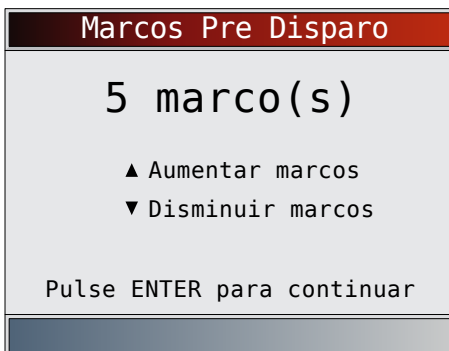 Marcos Pre Disparo
5 marco(s)
▲ Aumentar marcos
▼ Disminuir marcos
Pulse ENTER para continuar